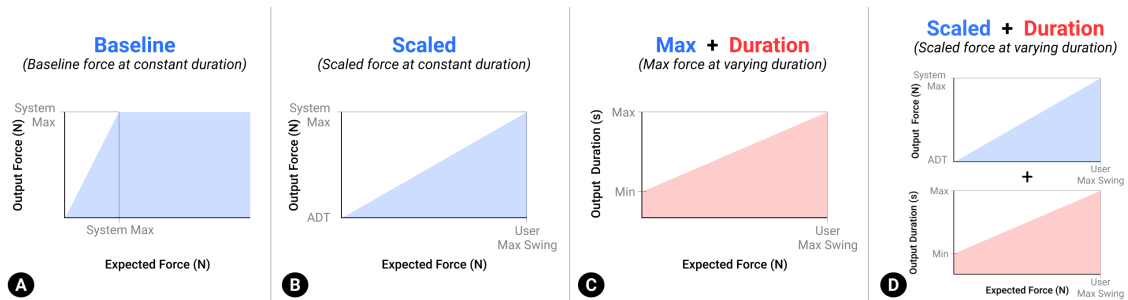 Baseline
(Baseline force at constant duration)
System
Max
Output Force (N)
System Max
Expected Force (N)
A
Scaled
(Scaled force at constant duration)
System
Max
Output Force (N)
ADT
User
Max Swing
Expected Force (N)
B
Max + Duration
(Max force at varying duration)
Max
Output Duration (s)
Min
User
Max Swing
Expected Force (N)
C
Scaled + Duration
(Scaled force at varying duration)
System
Max
Output Force (N)
ADT
User
Max Swing
+
Max
Output Duration (s)
Min
User
Max Swing
Expected Force (N)
D